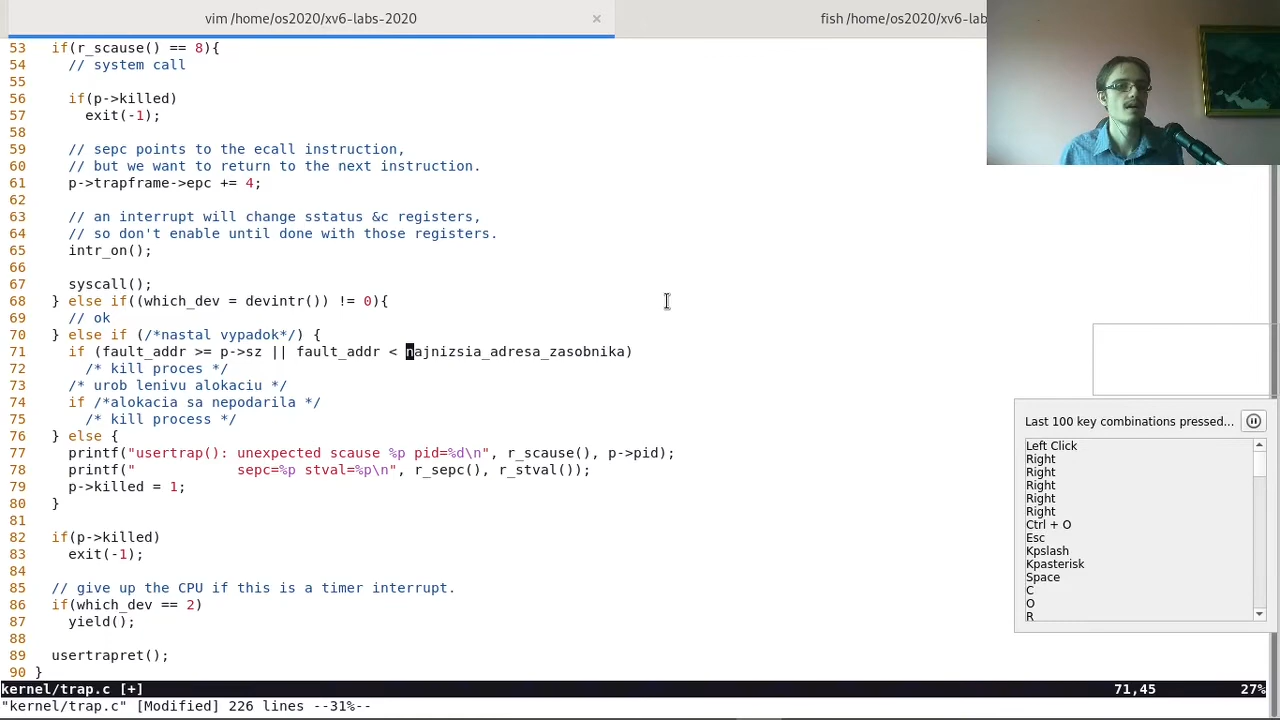 vim /home/os2020/xv6-labs-2020
×
fish /home/os2020/xv6-lab
53 if(r_scause() == 8){
54 // system call
55
56 if(p->killed)
57 exit(-1);
58
59 // sepc points to the ecall instruction,
60 // but we want to return to the next instruction.
61 p->trapframe->epc += 4;
62
63 // an interrupt will change sstatus &c registers,
64 // so don't enable until done with those registers.
65 intr_on();
66
67 syscall();
68 } else if((which_dev = devintr()) != 0){
69 // ok
70 } else if (/*nastal vypadok*/) {
71 if (fault_addr >= p->sz || fault_addr < najnizsia_adresa_zasobnika)
72 /* kill proces */
73 /* urob lenivu alokaciu */
74 if /*alokacia sa nepodarila */
75 /* kill process */
76 } else {
77 printf("usertrap(): unexpected scause %p pid=%d\n", r_scause(), p->pid);
78 printf("            sepc=%p stval=%p\n", r_sepc(), r_stval());
79 p->killed = 1;
80 }
81
82 if(p->killed)
83 exit(-1);
84
85 // give up the CPU if this is a timer interrupt.
86 if(which_dev == 2)
87 yield();
88
89 usertrapret();
90 }
kernel/trap.c [+] 71,45 27%
"kernel/trap.c" [Modified] 226 lines --31%--
Last 100 key combinations pressed...
Left Click
Right
Right
Right
Right
Right
Ctrl + O
Esc
Kpslash
Kpasterisk
Space
C
O
R